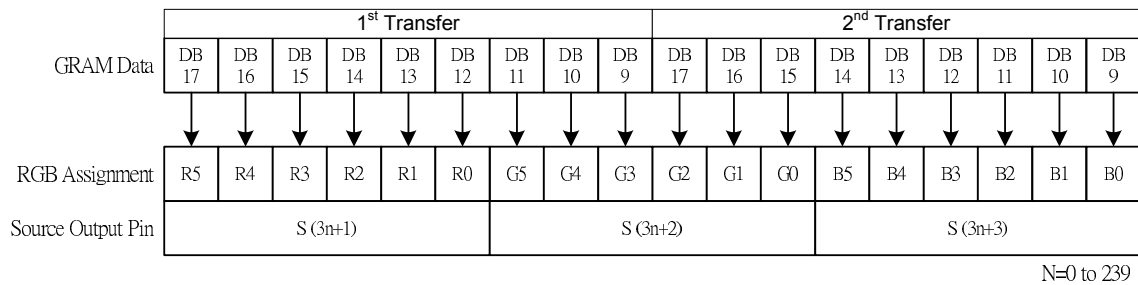 1st Transfer 2nd Transfer
GRAM Data DB 17 DB 16 DB 15 DB 14 DB 13 DB 12 DB 11 DB 10 DB 9 DB 17 DB 16 DB 15 DB 14 DB 13 DB 12 DB 11 DB 10 DB 9
RGB Assignment R5 R4 R3 R2 R1 R0 G5 G4 G3 G2 G1 G0 B5 B4 B3 B2 B1 B0
Source Output Pin S (3n+1) S (3n+2) S (3n+3)
N=0 to 239